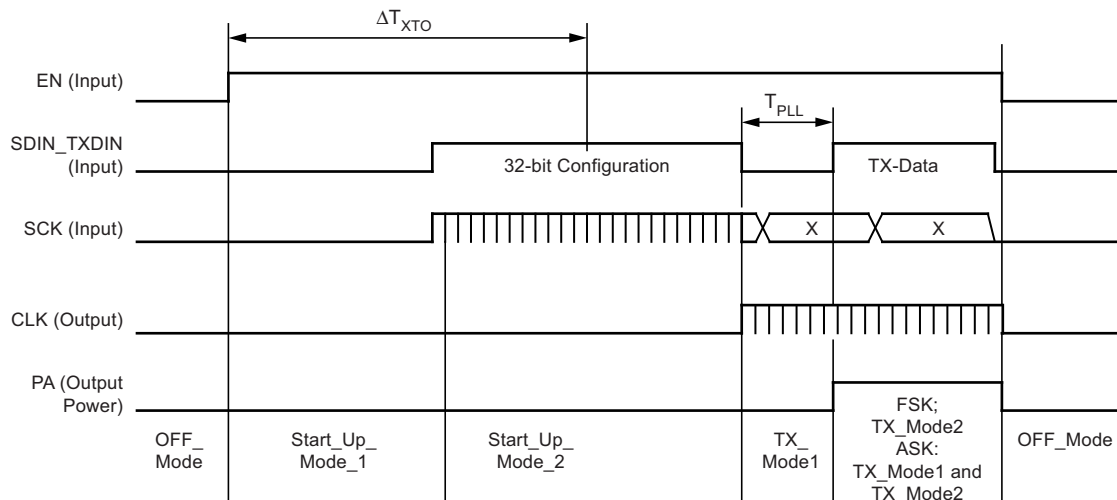 ΔT_XTO
EN (Input)
T_PLL
SDIN_TXDIN
(Input)
32-bit Configuration
TX-Data
SCK (Input)
X
X
CLK (Output)
PA (Output
Power)
OFF_
Mode
Start_Up_
Mode_1
Start_Up_
Mode_2
TX_
Mode1
FSK;
TX_Mode2
ASK:
TX_Mode1 and
TX_Mode2
OFF_Mode